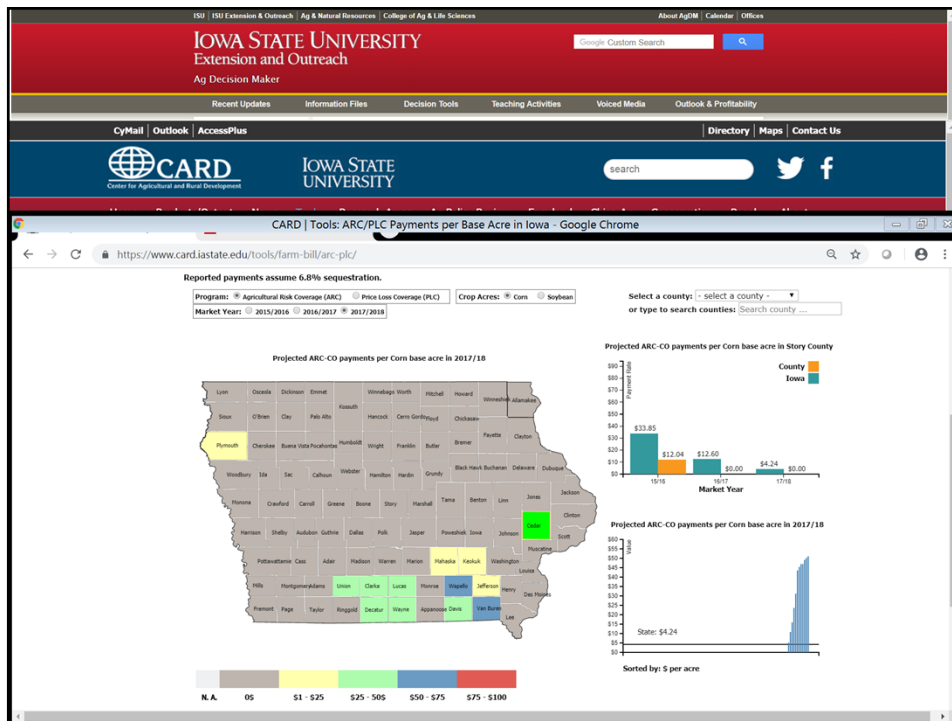 ISU | ISU Extension & Outreach | Ag & Natural Resources | College of Ag & Life Sciences
About AgDM | Calendar | Offices
IOWA STATE UNIVERSITY
Extension and Outreach
Ag Decision Maker
Google Custom Search
Recent Updates Information Files Decision Tools Teaching Activities Voiced Media Outlook & Profitability
CyMail | Outlook | AccessPlus
Directory | Maps | Contact Us
CARD
Center for Agricultural and Rural Development
IOWA STATE
UNIVERSITY
search
CARD | Tools: ARC/PLC Payments per Base Acre in Iowa - Google Chrome
https://www.card.iastate.edu/tools/farm-bill/arc-plc/
Reported payments assume 6.8% sequestration.
Program: Agricultural Risk Coverage (ARC) Price Loss Coverage (PLC)
Crop Acres: Corn Soybean
Market Year: 2015/2016 2016/2017 2017/2018
Select a county: - select a county -
or type to search counties: Search county ...
Projected ARC-CO payments per Corn base acre in 2017/18
Lyon Osceola Dickinson Emmet Winnebago Worth Mitchell Howard Winneshiek Allamakee
Kossuth
Sioux O'Brien Clay Palo Alto Hancock Cerro Gordo Floyd Chickasaw
Fayette Clayton
Plymouth Cherokee Buena Vista Pocahontas Humboldt Wright Franklin Butler Bremer
Woodbury Ida Sac Calhoun Webster Hamilton Hardin Grundy Black Hawk Buchanan Delaware Dubuque
Jackson
Monona Crawford Carroll Greene Boone Story Marshall Tama Benton Linn Jones
Clinton
Harrison Shelby Audubon Guthrie Dallas Polk Jasper Poweshiek Iowa Johnson Cedar Scott
Muscatine
Pottawattamie Cass Adair Madison Warren Marion Mahaska Keokuk Washington
Louisa
Mills Montgomery Adams Union Clarke Lucas Monroe Wapello Jefferson Henry Des Moines
Fremont Page Taylor Ringgold Decatur Wayne Appanoose Davis Van Buren Lee
N.A. 0$ $1 - $25 $25 - 50$ $50 - $75 $75 - $100
Projected ARC-CO payments per Corn base acre in Story County
County
Iowa
Payment Rate
$90
$80
$70
$60
$50
$40
$30
$20
$10
$0
$33.85
$12.04
$12.60
$0.00
$4.24
$0.00
15/16 16/17 17/18
Market Year
Projected ARC-CO payments per Corn base acre in 2017/18
Value
$60
$55
$50
$45
$40
$35
$30
$25
$20
$15
$10
$5
$0
State: $4.24
Sorted by: $ per acre